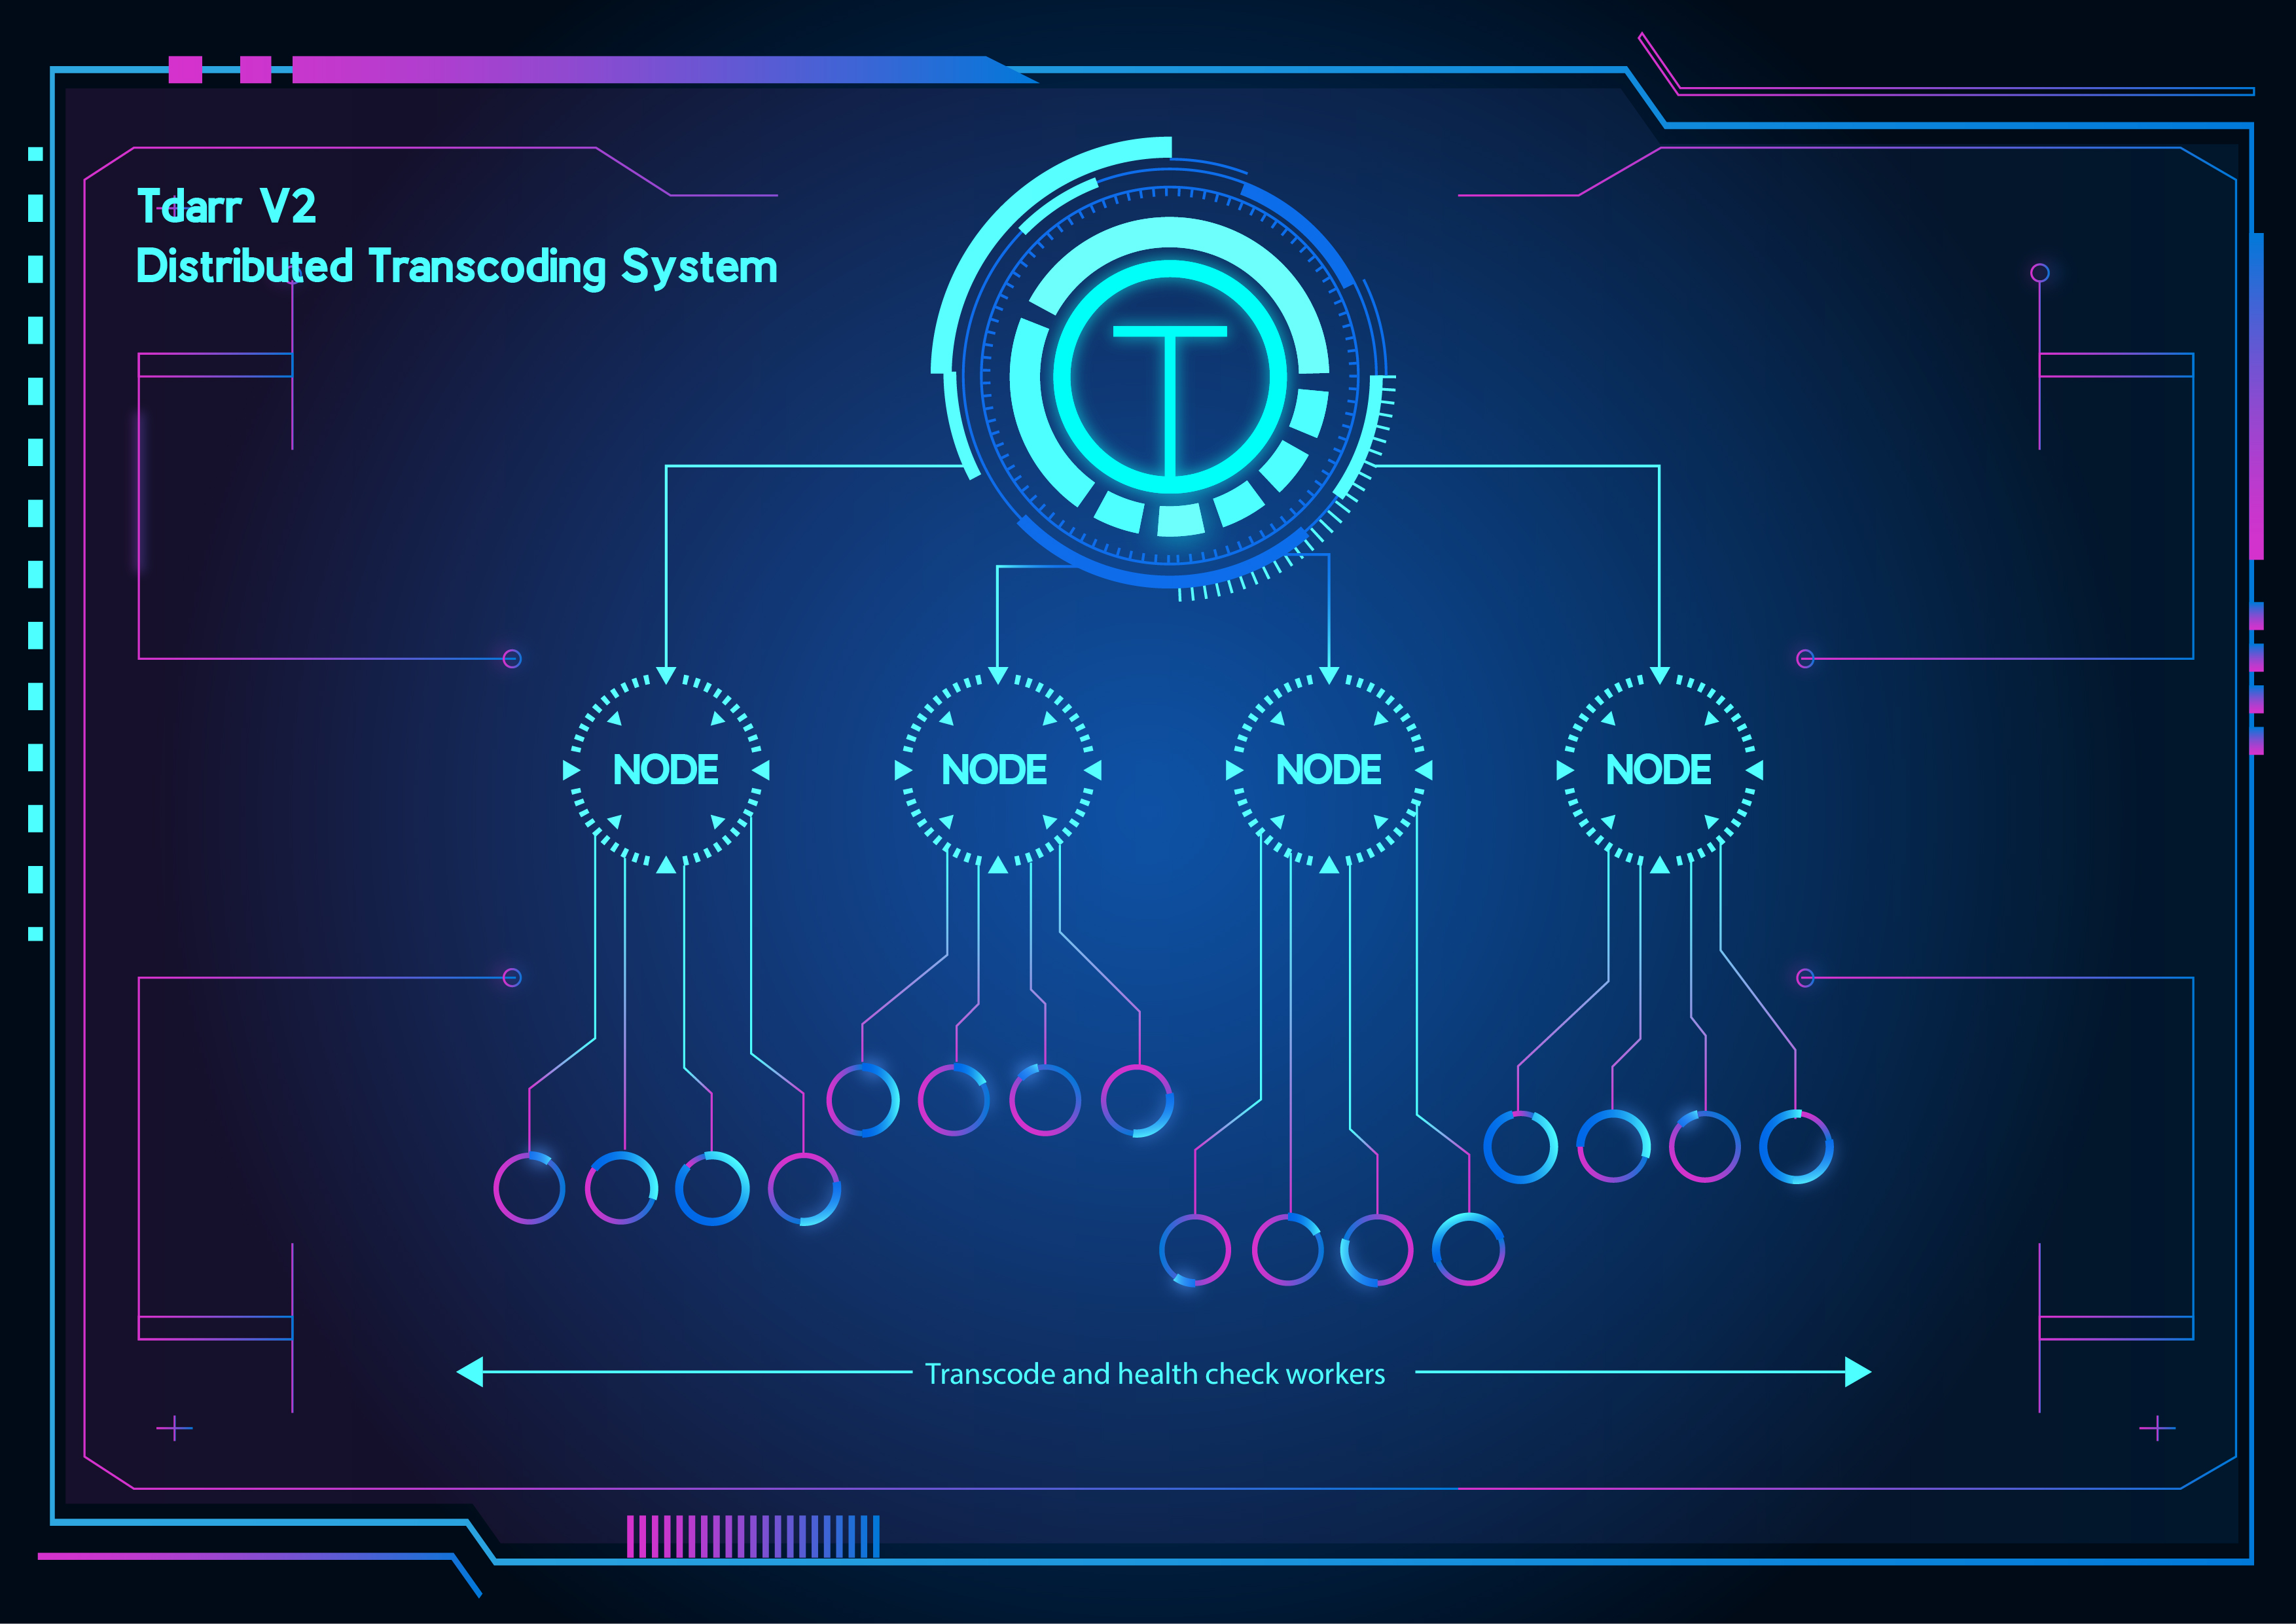 Tdarr V2
Distributed Transcoding System
T
NODE
NODE
NODE
NODE
Transcode and health check workers